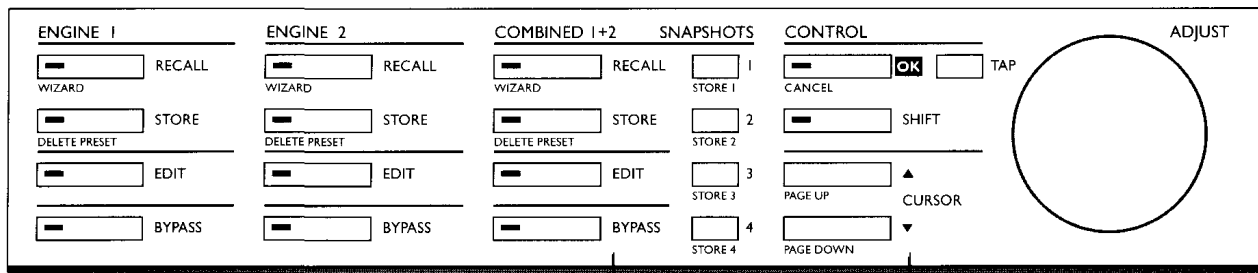 ENGINE 1 ENGINE 2 COMBINED 1+2 SNAPSHOTS CONTROL ADJUST
RECALL RECALL RECALL 1 OK TAP
WIZARD WIZARD WIZARD STORE 1 CANCEL
STORE STORE STORE 2 SHIFT
DELETE PRESET DELETE PRESET DELETE PRESET STORE 2
EDIT EDIT EDIT 3 ▲
STORE 3 PAGE UP CURSOR
BYPASS BYPASS BYPASS 4 ▼
STORE 4 PAGE DOWN